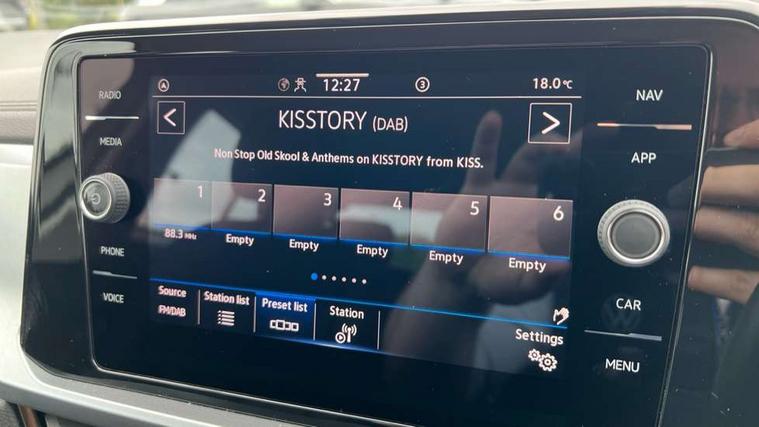 RADIO
MEDIA
PHONE
VOICE
12:27
3
18.0°C
<
KISSTORY (DAB)
>
Non Stop Old Skool & Anthems on KISSTORY from KISS.
1
2
3
4
5
6
88.3 MHz
Empty
Empty
Empty
Empty
Empty
Source
FM/DAB
Station list
Preset list
Station
Settings
NAV
APP
CAR
MENU